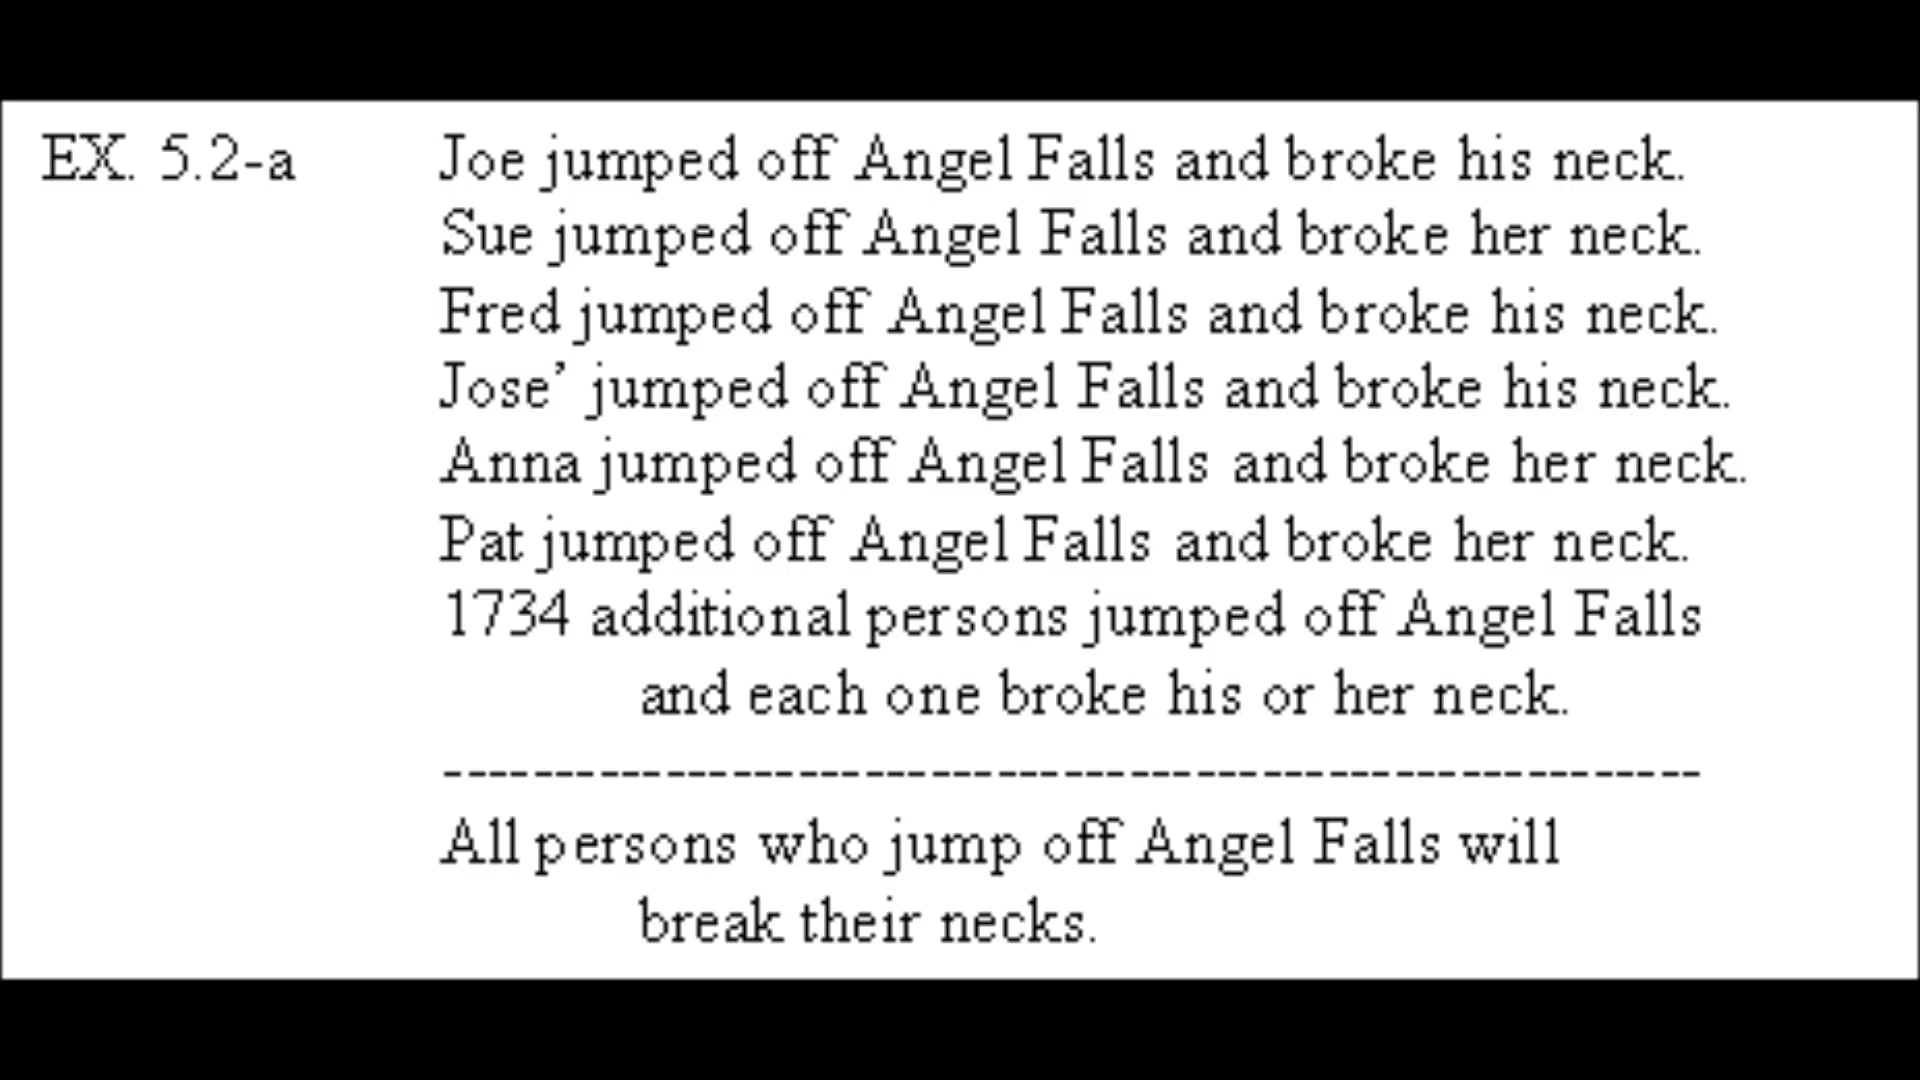 EX. 5.2-a Joe jumped off Angel Falls and broke his neck.
Sue jumped off Angel Falls and broke her neck.
Fred jumped off Angel Falls and broke his neck.
Jose’ jumped off Angel Falls and broke his neck.
Anna jumped off Angel Falls and broke her neck.
Pat jumped off Angel Falls and broke her neck.
1734 additional persons jumped off Angel Falls
and each one broke his or her neck.
---------------------------------------------------------
All persons who jump off Angel Falls will
break their necks.